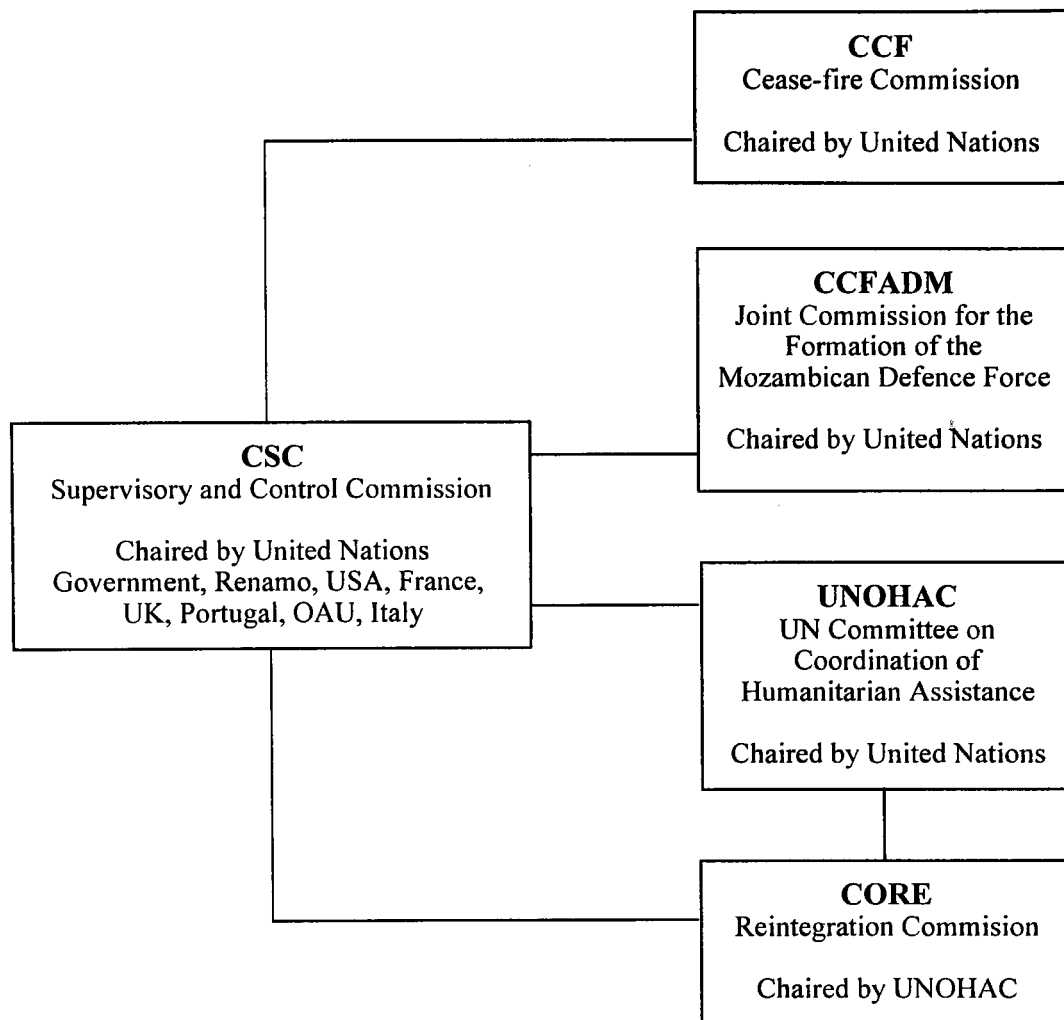 CCF
Cease-fire Commission
Chaired by United Nations
CCFADM
Joint Commission for the
Formation of the
Mozambican Defence Force
Chaired by United Nations
CSC
Supervisory and Control Commission
Chaired by United Nations
Government, Renamo, USA, France,
UK, Portugal, OAU, Italy
UNOHAC
UN Committee on
Coordination of
Humanitarian Assistance
Chaired by United Nations
CORE
Reintegration Commision
Chaired by UNOHAC